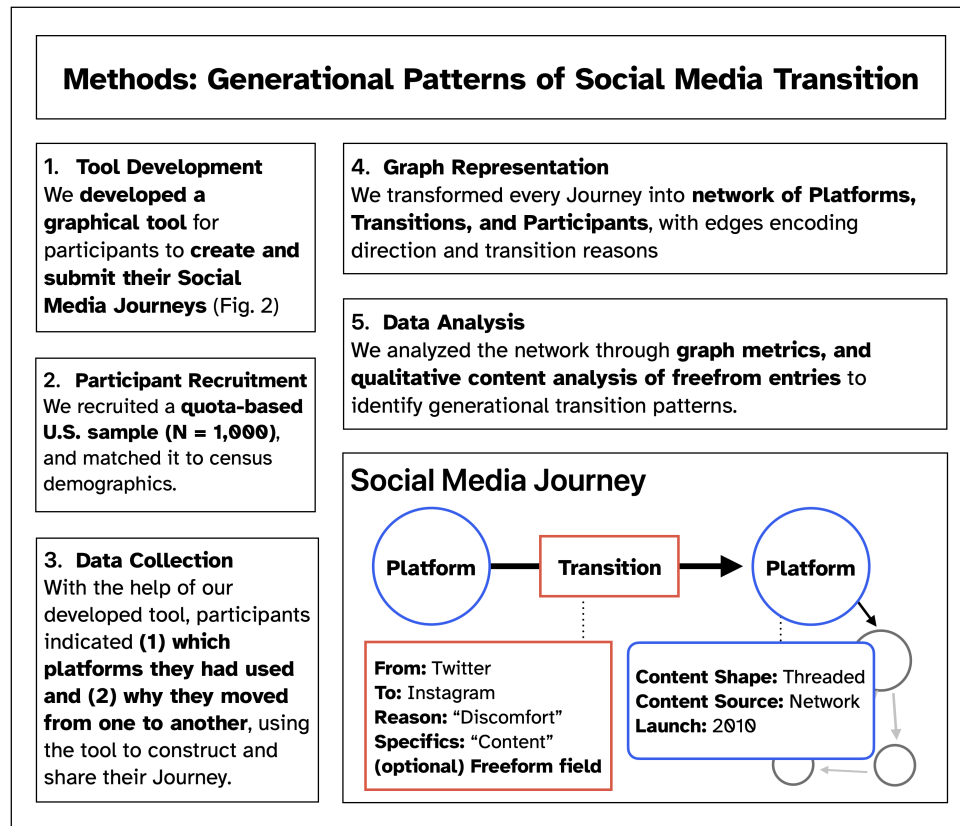 Methods: Generational Patterns of Social Media Transition
1. Tool Development
We developed a
graphical tool for
participants to create and
submit their Social
Media Journeys (Fig. 2)
2. Participant Recruitment
We recruited a quota-based
U.S. sample (N = 1,000),
and matched it to census
demographics.
3. Data Collection
With the help of our
developed tool, participants
indicated (1) which
platforms they had used
and (2) why they moved
from one to another, using
the tool to construct and
share their Journey.
4. Graph Representation
We transformed every Journey into network of Platforms,
Transitions, and Participants, with edges encoding
direction and transition reasons
5. Data Analysis
We analyzed the network through graph metrics, and
qualitative content analysis of freefrom entries to
identify generational transition patterns.
Social Media Journey
Platform
Transition
Platform
From: Twitter
To: Instagram
Reason: “Discomfort”
Specifics: “Content”
(optional) Freeform field
Content Shape: Threaded
Content Source: Network
Launch: 2010